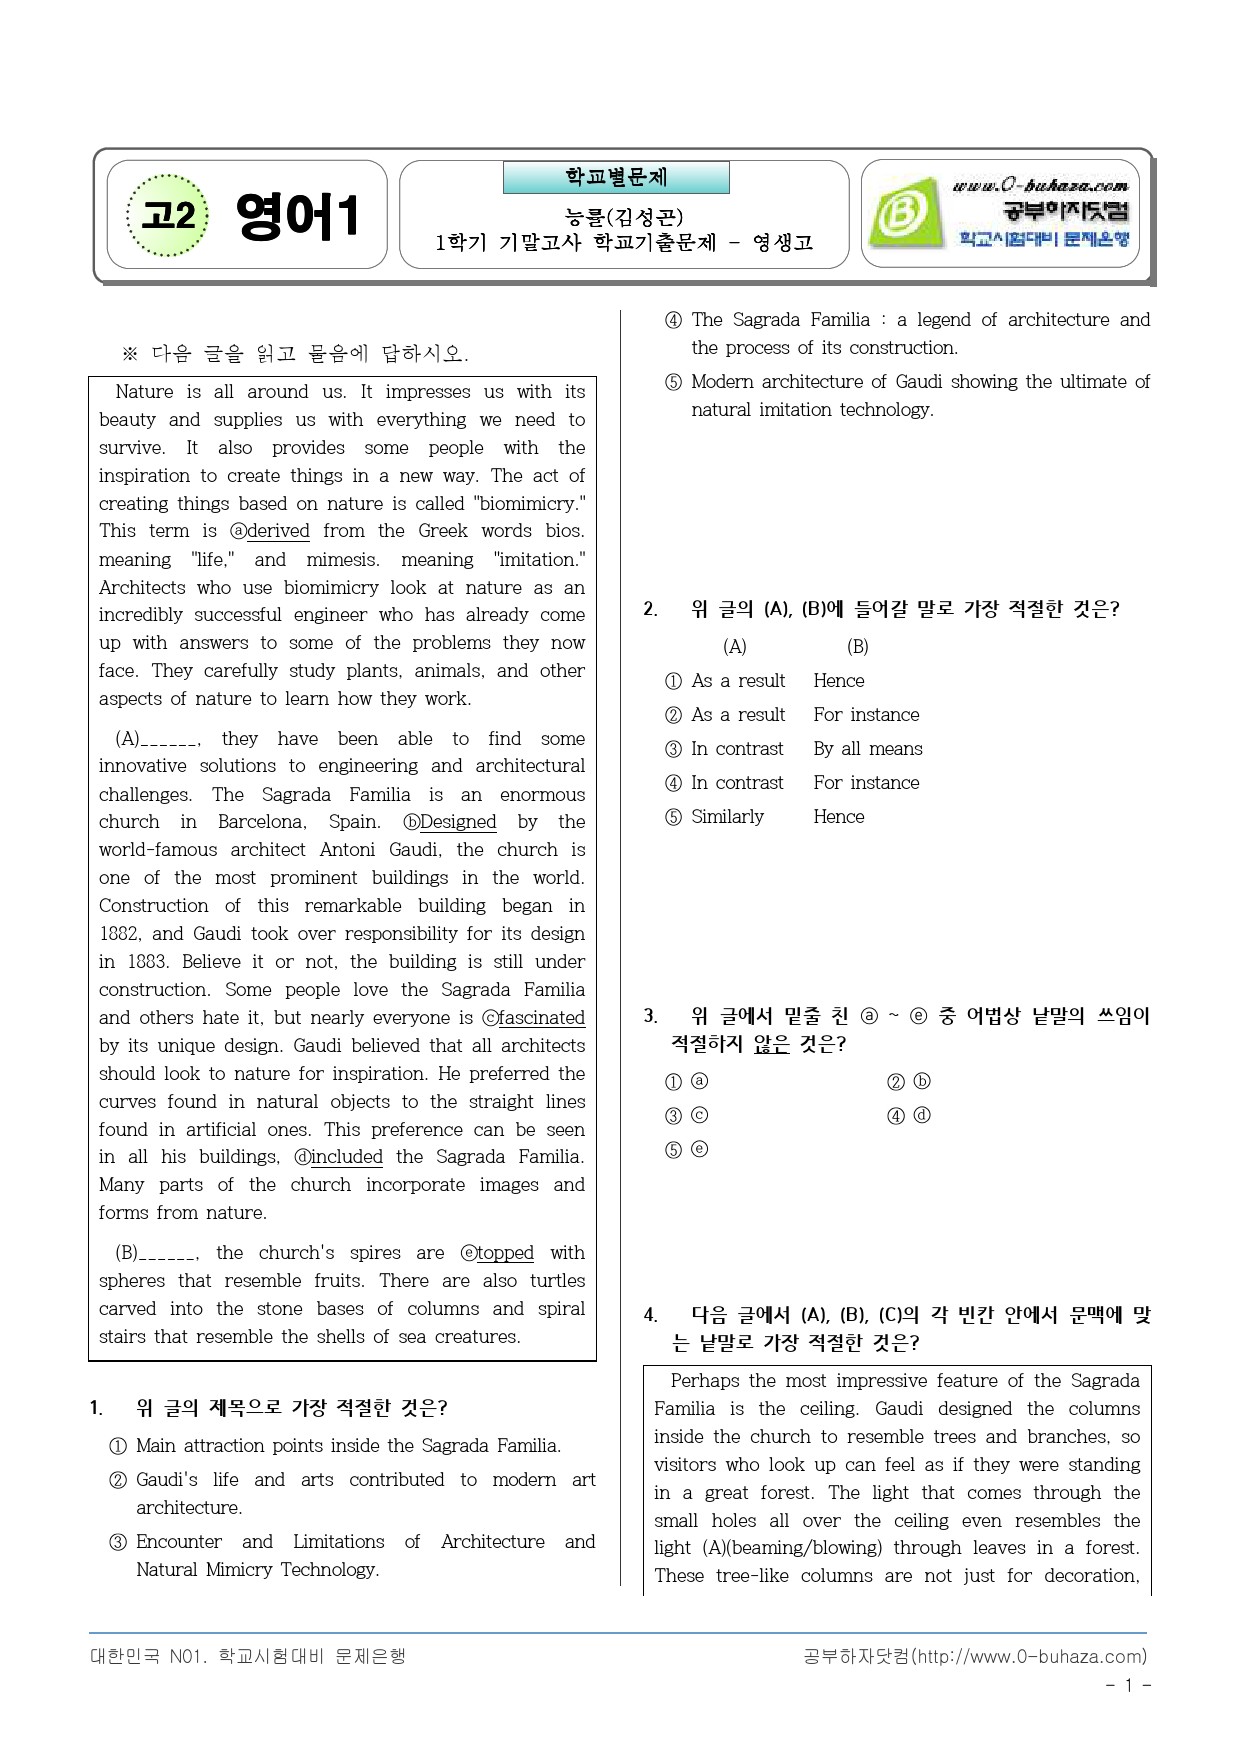 고2 영어1
학교별문제
능률(김성곤)
1학기 기말고사 학교기출문제 - 영생고
www.0-buhaza.com
공부하자닷컴
학교시험대비 문제은행
※ 다음 글을 읽고 물음에 답하시오.
Nature is all around us. It impresses us with its
beauty and supplies us with everything we need to
survive. It also provides some people with the
inspiration to create things in a new way. The act of
creating things based on nature is called "biomimicry."
This term is ⓐderived from the Greek words bios.
meaning "life," and mimesis. meaning "imitation."
Architects who use biomimicry look at nature as an
incredibly successful engineer who has already come
up with answers to some of the problems they now
face. They carefully study plants, animals, and other
aspects of nature to learn how they work.
(A)______, they have been able to find some
innovative solutions to engineering and architectural
challenges. The Sagrada Familia is an enormous
church in Barcelona, Spain. ⓑDesigned by the
world-famous architect Antoni Gaudi, the church is
one of the most prominent buildings in the world.
Construction of this remarkable building began in
1882, and Gaudi took over responsibility for its design
in 1883. Believe it or not, the building is still under
construction. Some people love the Sagrada Familia
and others hate it, but nearly everyone is ⓒfascinated
by its unique design. Gaudi believed that all architects
should look to nature for inspiration. He preferred the
curves found in natural objects to the straight lines
found in artificial ones. This preference can be seen
in all his buildings, ⓓincluded the Sagrada Familia.
Many parts of the church incorporate images and
forms from nature.
(B)______, the church's spires are ⓔtopped with
spheres that resemble fruits. There are also turtles
carved into the stone bases of columns and spiral
stairs that resemble the shells of sea creatures.
1. 위 글의 제목으로 가장 적절한 것은?
① Main attraction points inside the Sagrada Familia.
② Gaudi's life and arts contributed to modern art
architecture.
③ Encounter and Limitations of Architecture and
Natural Mimicry Technology.
④ The Sagrada Familia : a legend of architecture and
the process of its construction.
⑤ Modern architecture of Gaudi showing the ultimate of
natural imitation technology.
2. 위 글의 (A), (B)에 들어갈 말로 가장 적절한 것은?
(A) (B)
① As a result Hence
② As a result For instance
③ In contrast By all means
④ In contrast For instance
⑤ Similarly Hence
3. 위 글에서 밑줄 친 ⓐ ~ ⓔ 중 어법상 낱말의 쓰임이
적절하지 않은 것은?
① ⓐ ② ⓑ
③ ⓒ ④ ⓓ
⑤ ⓔ
4. 다음 글에서 (A), (B), (C)의 각 빈칸 안에서 문맥에 맞
는 낱말로 가장 적절한 것은?
Perhaps the most impressive feature of the Sagrada
Familia is the ceiling. Gaudi designed the columns
inside the church to resemble trees and branches, so
visitors who look up can feel as if they were standing
in a great forest. The light that comes through the
small holes all over the ceiling even resembles the
light (A)(beaming/blowing) through leaves in a forest.
These tree-like columns are not just for decoration,
대한민국 N01. 학교시험대비 문제은행
공부하자닷컴(http://www.0-buhaza.com)
- 1 -